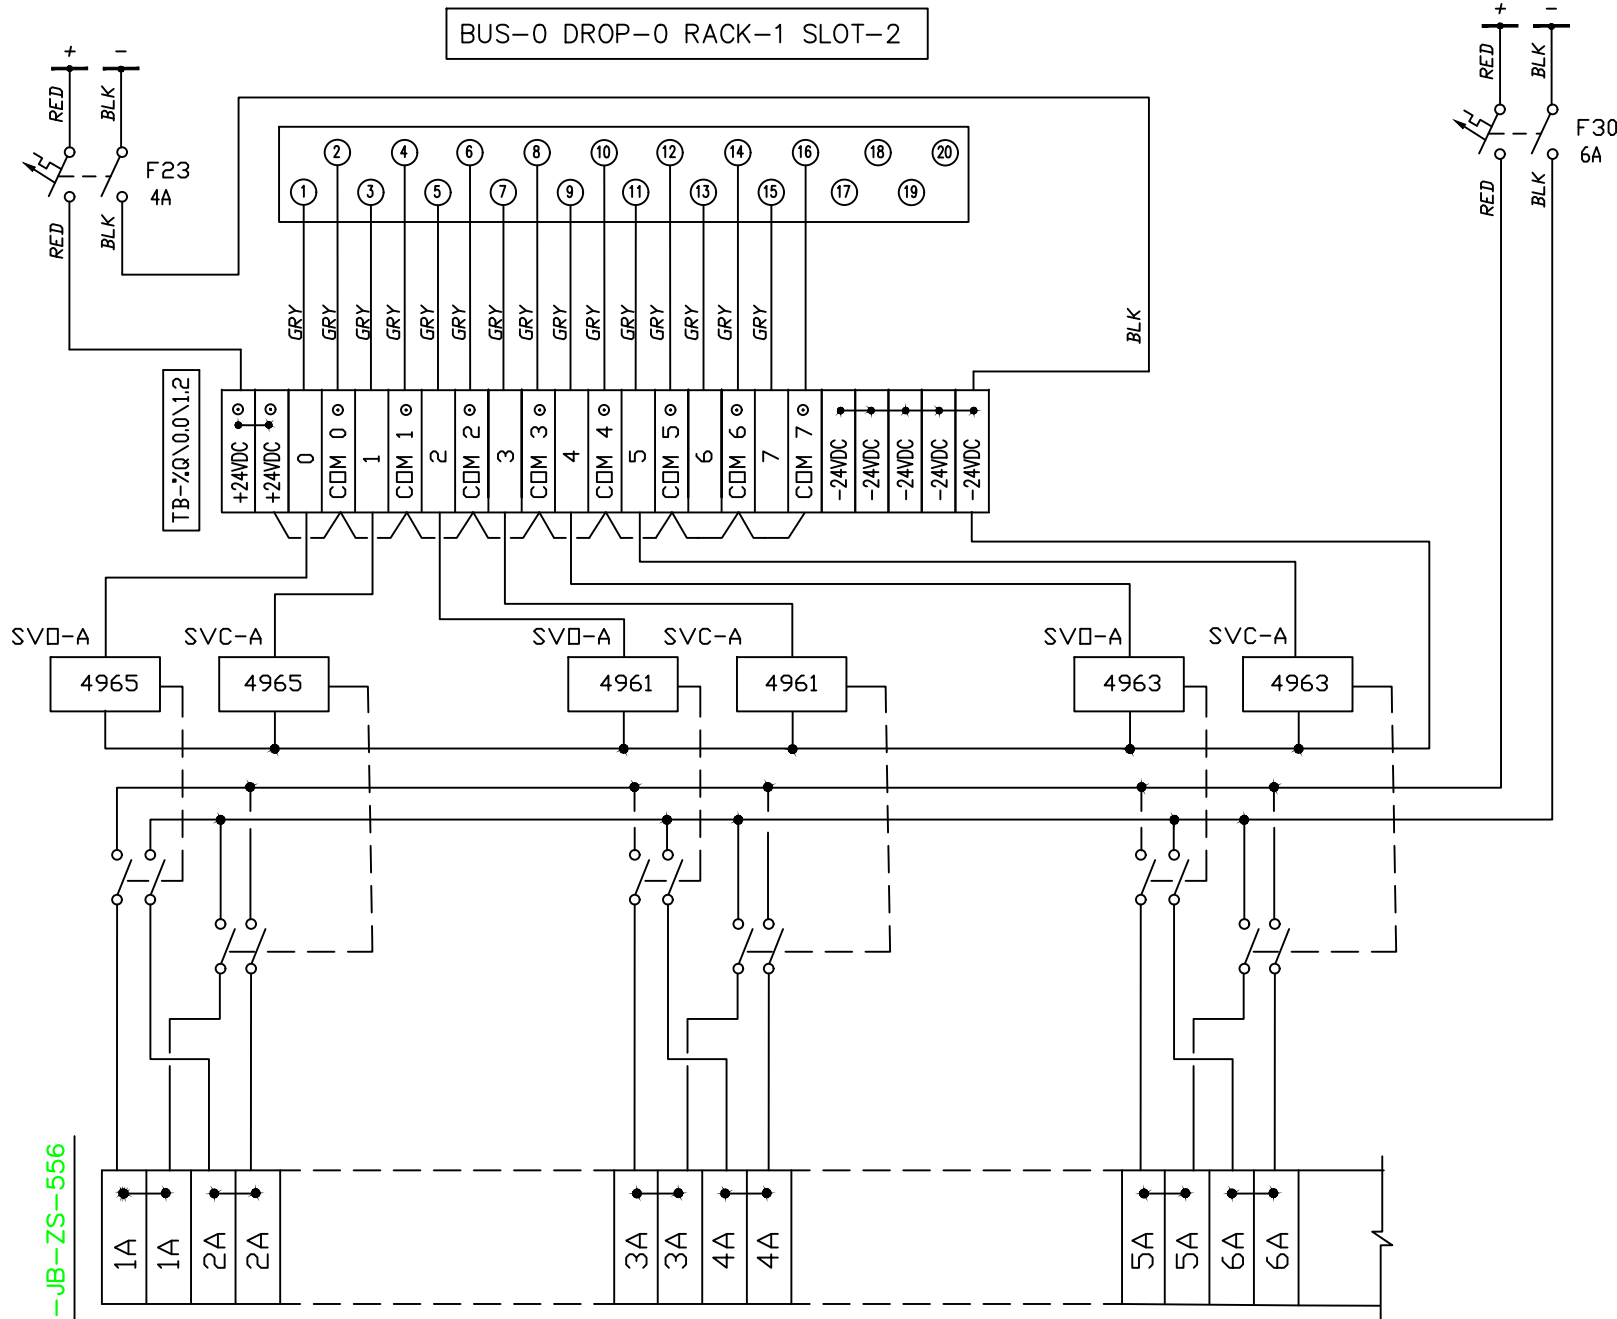 BUS-0 DROP-0 RACK-1 SLOT-2
+ -
RED BLK
F23
4A
RED BLK
+ -
RED BLK
F30
6A
RED BLK
2 4 6 8 10 12 14 16 18 20
1 3 5 7 9 11 13 15 17 19
GRY GRY GRY GRY GRY GRY GRY GRY GRY GRY GRY GRY GRY GRY GRY
BLK
TB-%Q\0.0\1.2
+24VDC +24VDC 0 COM 0 1 COM 1 2 COM 2 3 COM 3 4 COM 4 5 COM 5 6 COM 6 7 COM 7 -24VDC -24VDC -24VDC -24VDC -24VDC
SVO-A SVC-A SVO-A SVC-A SVO-A SVC-A
4965 4965 4961 4961 4963 4963
-JB-ZS-556
1A 1A 2A 2A 3A 3A 4A 4A 5A 5A 6A 6A